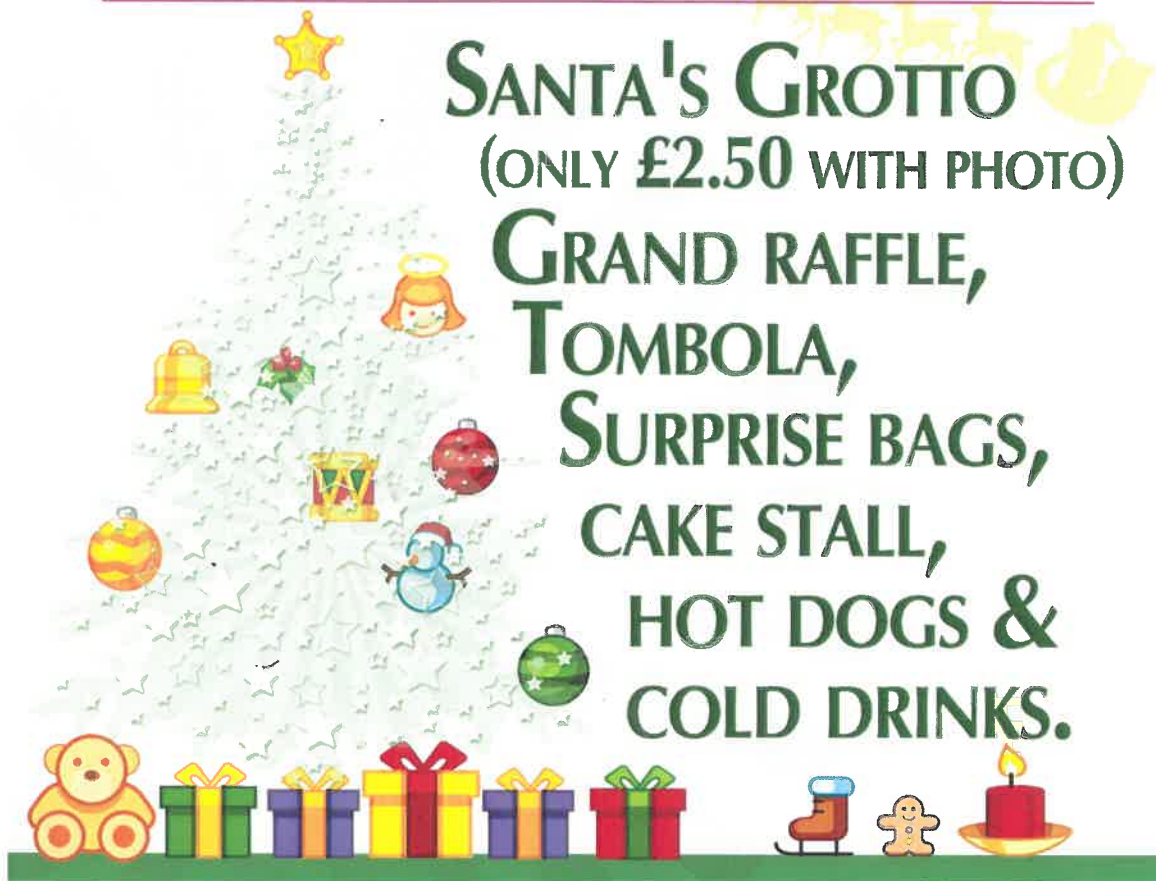 SANTA'S GROTTO
(ONLY £2.50 WITH PHOTO)
GRAND RAFFLE,
TOMBOLA,
SURPRISE BAGS,
CAKE STALL,
HOT DOGS &
COLD DRINKS.